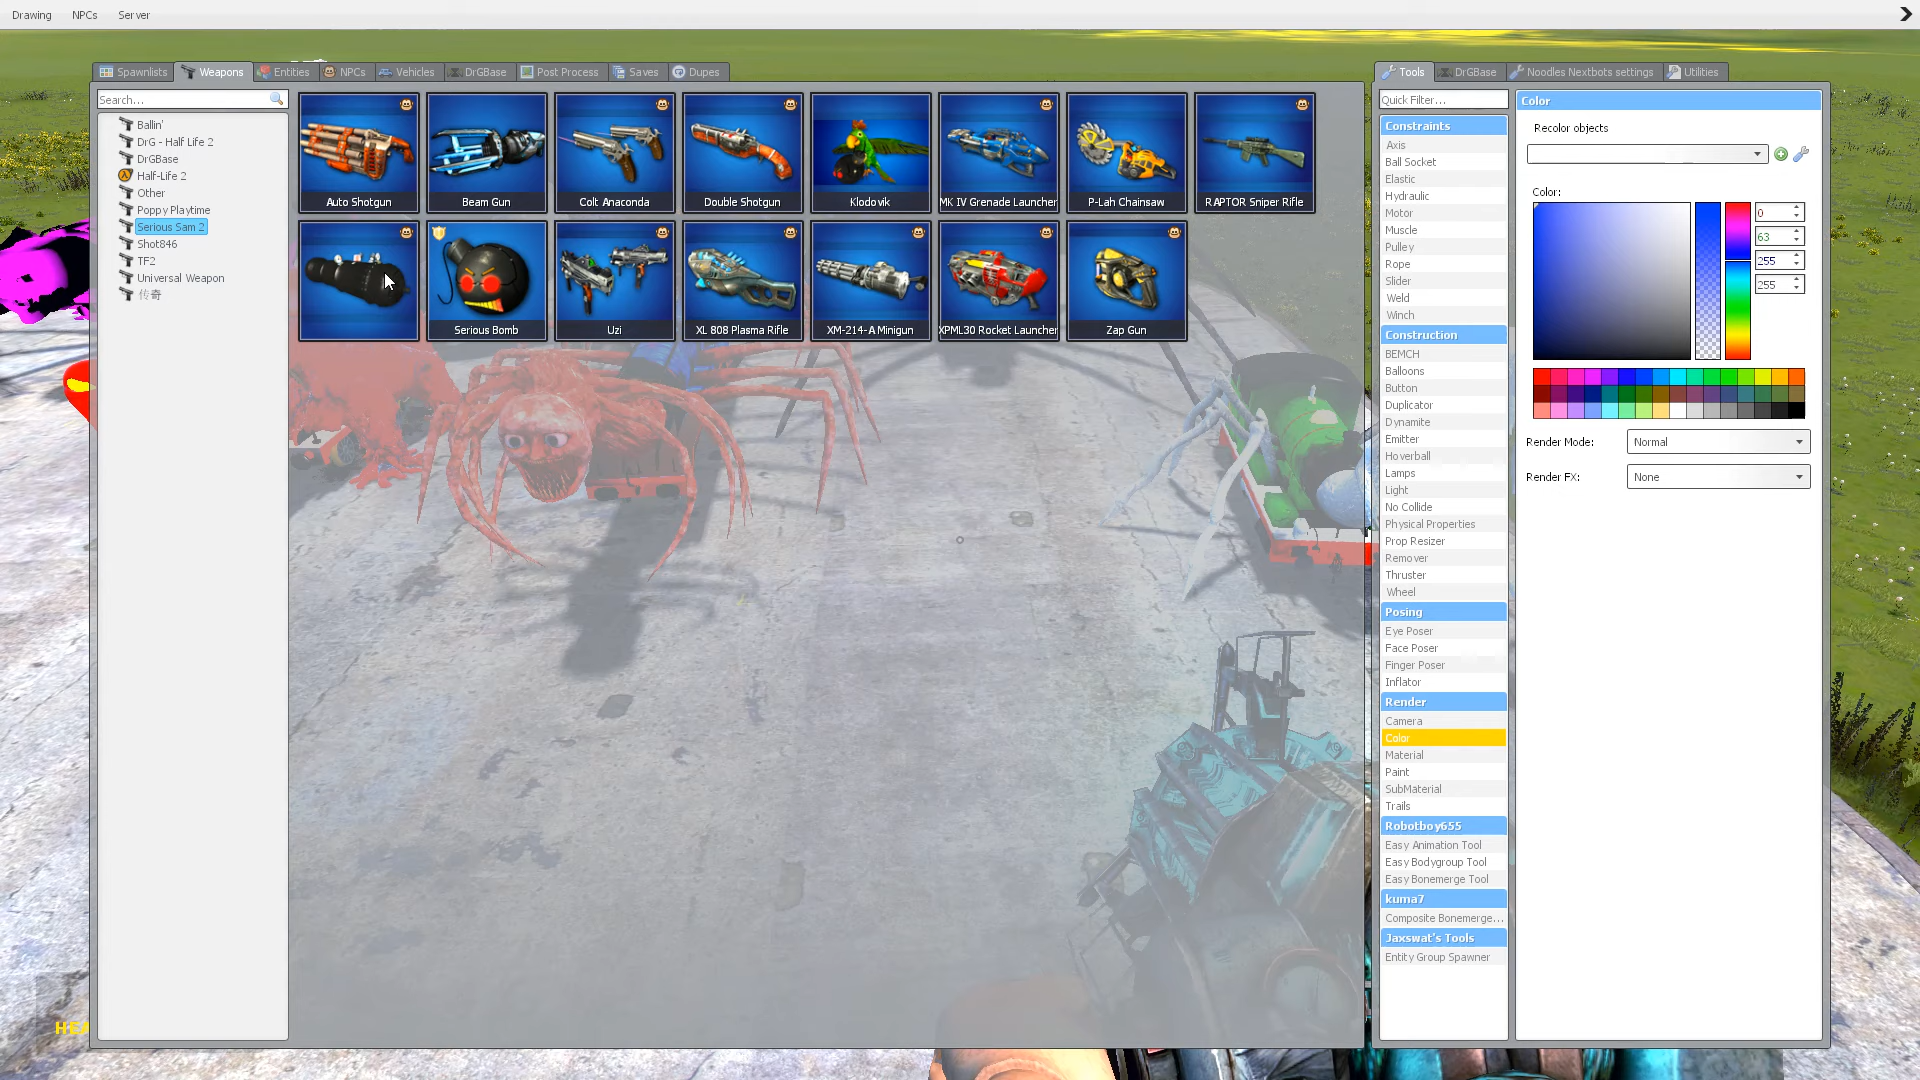 Drawing NPCs Server
Spawnlists Weapons Entities NPCs Vehicles DrGBase Post Process Saves Dupes
Search...
Ballin'
DrG - Half Life 2
DrGBase
Half-Life 2
Other
Poppy Playtime
Serious Sam 2
Shot846
TF2
Universal Weapon
传奇
Auto Shotgun Beam Gun Colt Anaconda Double Shotgun Klodovik MK IV Grenade Launcher P-Lah Chainsaw RAPTOR Sniper Rifle
Serious Bomb Uzi XL 808 Plasma Rifle XM-214-A Minigun XPML30 Rocket Launcher Zap Gun
HEA
Tools DrGBase Noodles Nextbots settings Utilities
Quick Filter...
Constraints
Axis
Ball Socket
Elastic
Hydraulic
Motor
Muscle
Pulley
Rope
Slider
Weld
Winch
Construction
BEMCH
Balloons
Button
Duplicator
Dynamite
Emitter
Hoverball
Lamps
Light
No Collide
Physical Properties
Prop Resizer
Remover
Thruster
Wheel
Posing
Eye Poser
Face Poser
Finger Poser
Inflator
Render
Camera
Color
Material
Paint
SubMaterial
Trails
Robotboy655
Easy Animation Tool
Easy Bodygroup Tool
Easy Bonemerge Tool
kuma7
Composite Bonemerge...
Jaxswat's Tools
Entity Group Spawner
Color
Recolor objects
Color:
0
63
255
255
Render Mode: Normal
Render FX: None